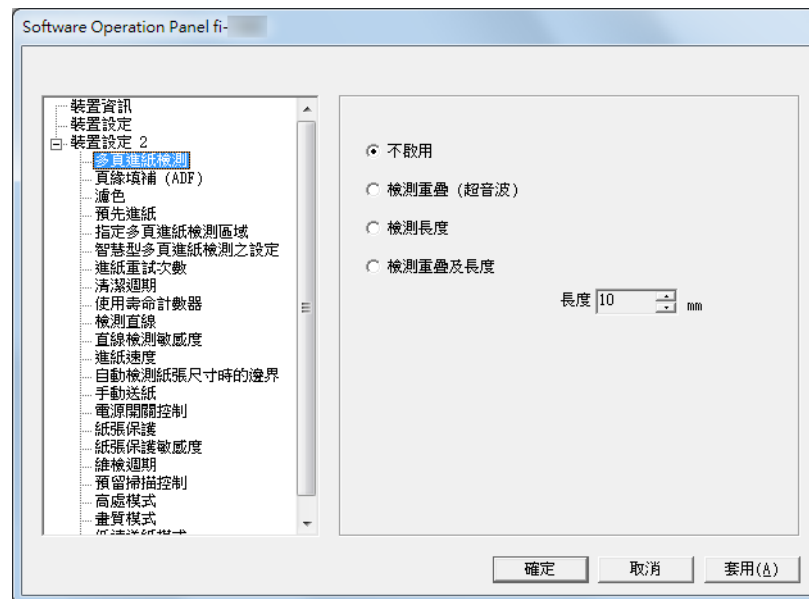 Software Operation Panel fi-
裝置資訊
裝置設定
裝置設定 2
多頁進紙檢測
頁緣填補 (ADF)
濾色
預先進紙
指定多頁進紙檢測區域
智慧型多頁進紙檢測之設定
進紙重試次數
清潔週期
使用壽命計數器
檢測直線
直線檢測敏感度
進紙速度
自動檢測紙張尺寸時的邊界
手動送紙
電源開關控制
紙張保護
紙張保護敏感度
維檢週期
預留掃描控制
高處模式
畫質模式
不啟用
檢測重疊 (超音波)
檢測長度
檢測重疊及長度
長度 10 mm
確定
取消
套用(A)